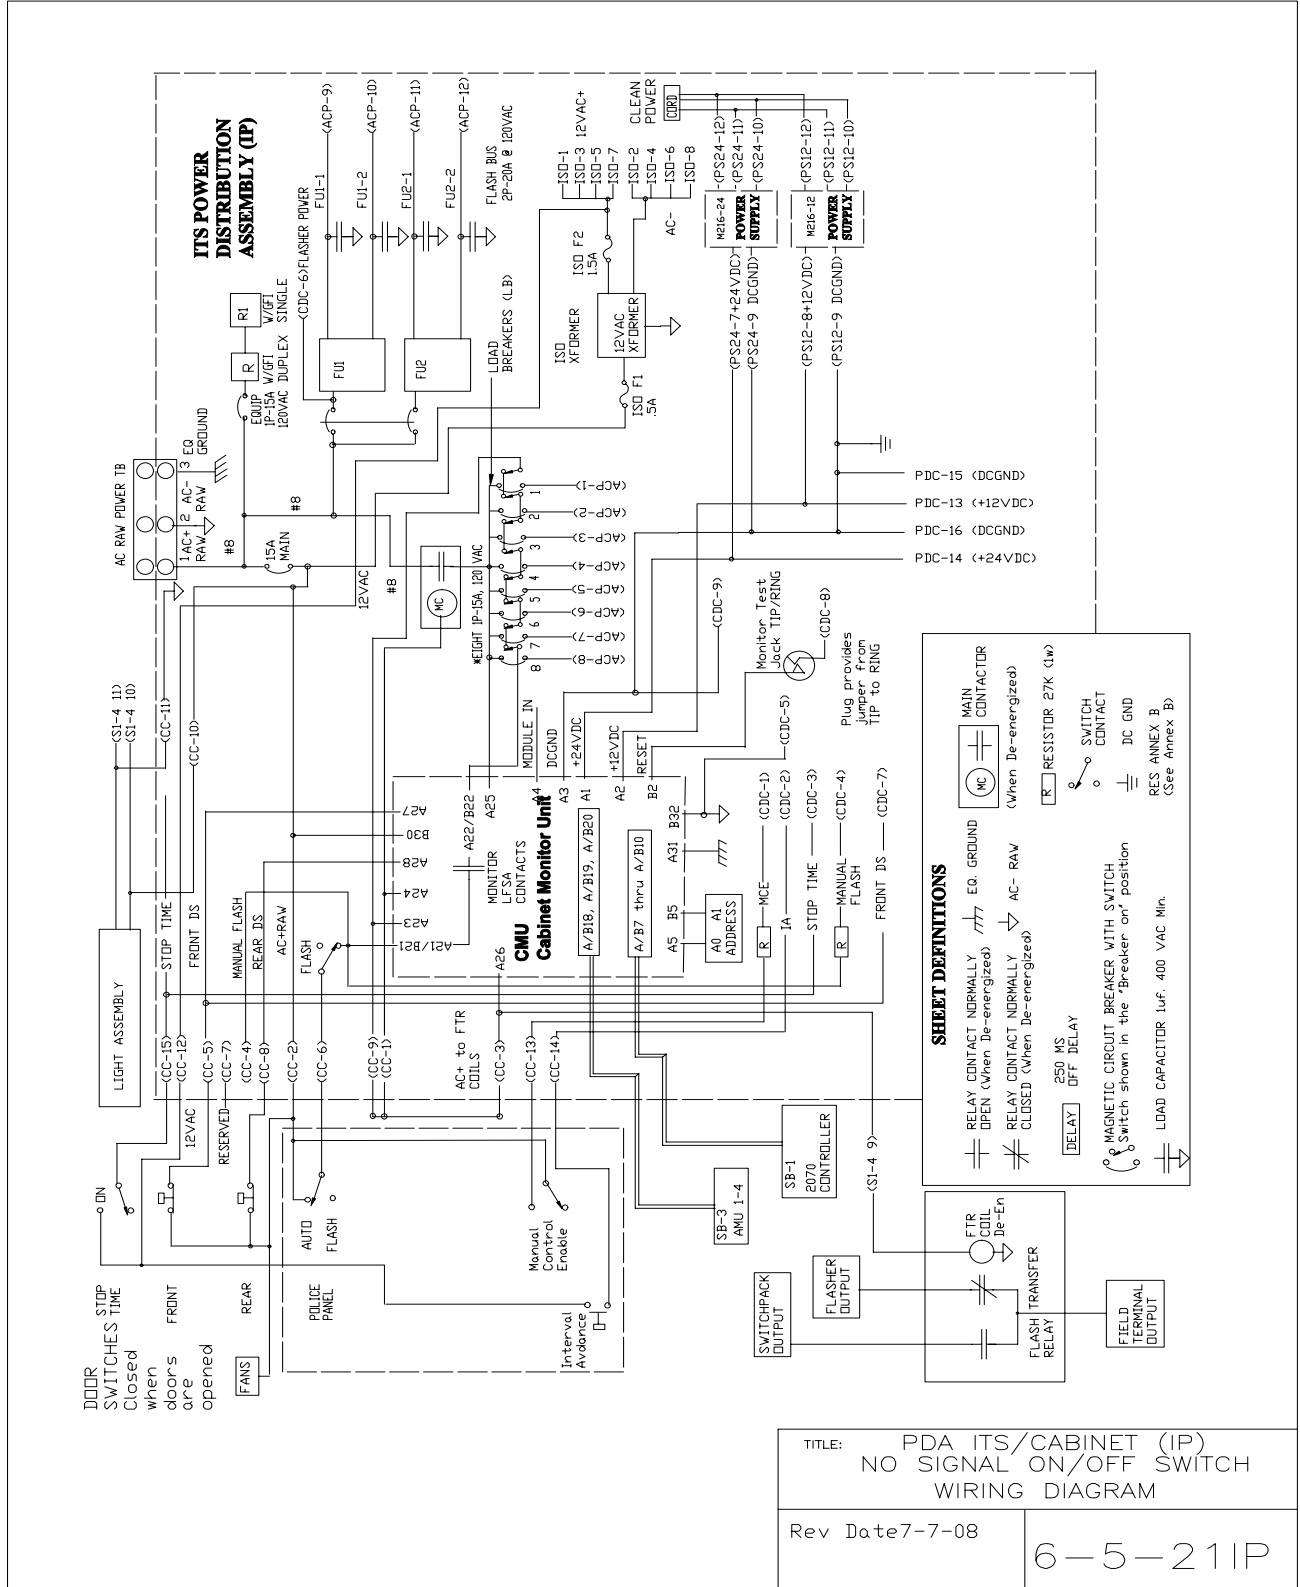 ITS POWER
DISTRIBUTION
ASSEMBLY (IP)
AC RAW POWER TB
1 AC+
RAW
2 AC-
RAW
3 EQ
GROUND
#8
15A
MAIN
#8
#8
12VAC
EQUIP
1P-15A W/GFI
120VAC DUPLEX
W/GFI
SINGLE
R
R1
(CDC-6)FLASHER POWER
FU1
FU2
FU1-1
FU1-2
FU2-1
FU2-2
(ACP-9)
(ACP-10)
(ACP-11)
(ACP-12)
FLASH BUS
2P-20A @ 120VAC
LOAD
BREAKERS (LB)
ISO
XFORMER
12VAC
XFORMER
ISO F1
.5A
ISO F2
1.5A
ISO-1
ISO-3 12VAC+
ISO-5
ISO-7
ISO-2
ISO-4
ISO-6
ISO-8
AC-
CLEAN
POWER
CORD
(PS24-12)
(PS24-11)
(PS24-10)
(PS12-12)
(PS12-11)
(PS12-10)
M216-24
POWER
SUPPLY
M216-12
POWER
SUPPLY
(PS24-7+24VDC)
(PS24-9 DCGND)
(PS12-8+12VDC)
(PS12-9 DCGND)
PDC-15 (DCGND)
PDC-13 (+12VDC)
PDC-16 (DCGND)
PDC-14 (+24VDC)
MC
*EIGHT 1P-15A, 120 VAC
1
2
3
4
5
6
7
8
(ACP-1)
(ACP-2)
(ACP-3)
(ACP-4)
(ACP-5)
(ACP-6)
(ACP-7)
(ACP-8)
(CDC-9)
Monitor Test
Jack TIP/RING
(CDC-8)
Plug provides
jumper from
TIP to RING
(S1-4 11)
(S1-4 10)
(CC-11)
(CC-10)
LIGHT ASSEMBLY
STOP TIME
FRONT DS
MANUAL FLASH
REAR DS
AC+RAW
FLASH
A27
B30
A28
A24
A23
A21/B21
A22/B22
MONITOR
LFSA
CONTACTS
CMU
Cabinet Monitor Unit
A25
A4
A3
A1
A2
B2
A26
MODULE IN
DCGND
+24VDC
+12VDC
RESET
A/B18, A/B19, A/B20
A/B7 thru A/B10
A5
B5
A31
B32
A0 A1
ADDRESS
(CDC-5)
R
MCE
(CDC-1)
IA
(CDC-2)
STOP TIME
(CDC-3)
R
MANUAL
FLASH
(CDC-4)
FRONT DS
(CDC-7)
(CC-15)
(CC-12)
(CC-5)
(CC-7)
(CC-4)
(CC-8)
(CC-2)
(CC-6)
(CC-9)
(CC-1)
AC+ to FTR
COILS
(CC-3)
(CC-13)
(CC-14)
12VAC
RESERVED
ON
DOOR
SWITCHES
Closed
when
doors
are
opened
STOP
TIME
FRONT
REAR
FANS
POLICE
PANEL
AUTO
FLASH
Manual
Control
Enable
Interval
Avdance
SB-3
AMU 1-4
SB-1
2070
CONTROLLER
(S1-4 9)
SWITCHPACK
OUTPUT
FLASHER
OUTPUT
FTR
COIL
De-En
FLASH TRANSFER
RELAY
FIELD
TERMINAL
OUTPUT
SHEET DEFINITIONS
RELAY CONTACT NORMALLY
OPEN (When De-energized)
RELAY CONTACT NORMALLY
CLOSED (When De-energized)
DELAY
250 MS
OFF DELAY
MAGNETIC CIRCUIT BREAKER WITH SWITCH
Switch shown in the "Breaker on" position
LOAD CAPACITOR 1uf. 400 VAC Min.
EQ. GROUND
AC- RAW
MC
MAIN
CONTACTOR
(When De-energized)
R
RESISTOR 27K (1w)
SWITCH
CONTACT
DC GND
RES ANNEX B
(See Annex B)
TITLE: PDA ITS/CABINET (IP)
NO SIGNAL ON/OFF SWITCH
WIRING DIAGRAM
Rev Date7-7-08
6-5-21IP